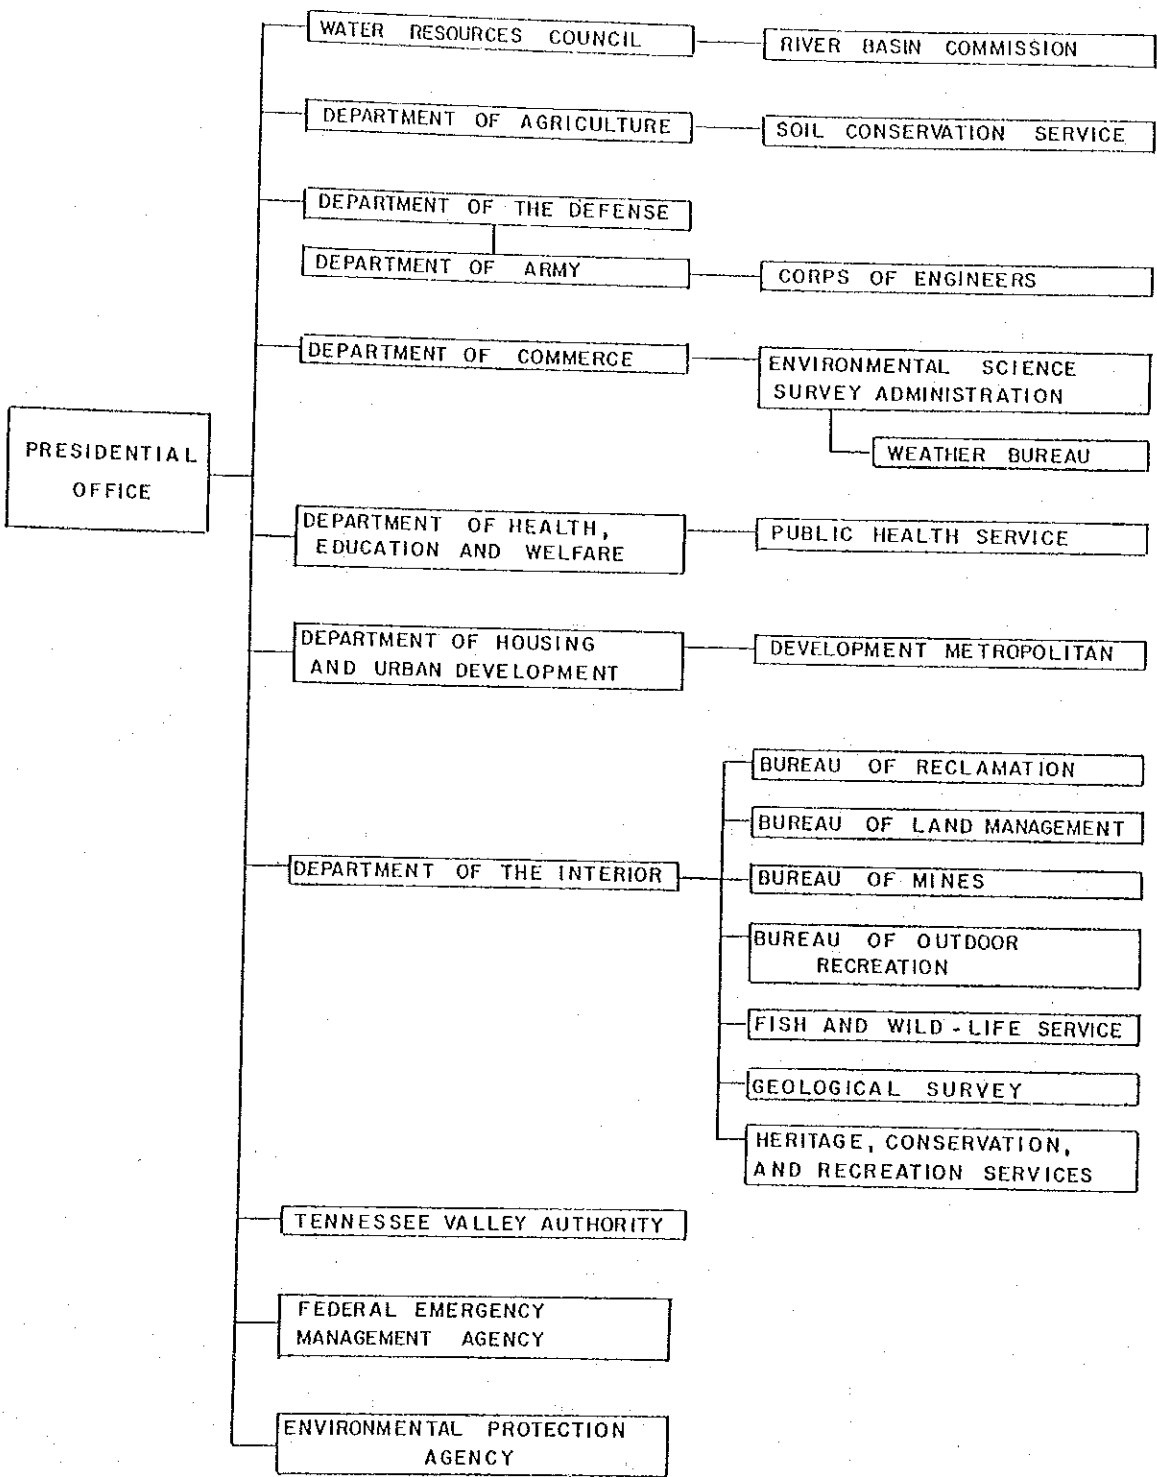 WATER RESOURCES COUNCIL
RIVER BASIN COMMISSION
DEPARTMENT OF AGRICULTURE
SOIL CONSERVATION SERVICE
DEPARTMENT OF THE DEFENSE
DEPARTMENT OF ARMY
CORPS OF ENGINEERS
DEPARTMENT OF COMMERCE
ENVIRONMENTAL SCIENCE
SURVEY ADMINISTRATION
WEATHER BUREAU
PRESIDENTIAL
OFFICE
DEPARTMENT OF HEALTH,
EDUCATION AND WELFARE
PUBLIC HEALTH SERVICE
DEPARTMENT OF HOUSING
AND URBAN DEVELOPMENT
DEVELOPMENT METROPOLITAN
DEPARTMENT OF THE INTERIOR
BUREAU OF RECLAMATION
BUREAU OF LAND MANAGEMENT
BUREAU OF MINES
BUREAU OF OUTDOOR
RECREATION
FISH AND WILD-LIFE SERVICE
GEOLOGICAL SURVEY
HERITAGE, CONSERVATION,
AND RECREATION SERVICES
TENNESSEE VALLEY AUTHORITY
FEDERAL EMERGENCY
MANAGEMENT AGENCY
ENVIRONMENTAL PROTECTION
AGENCY